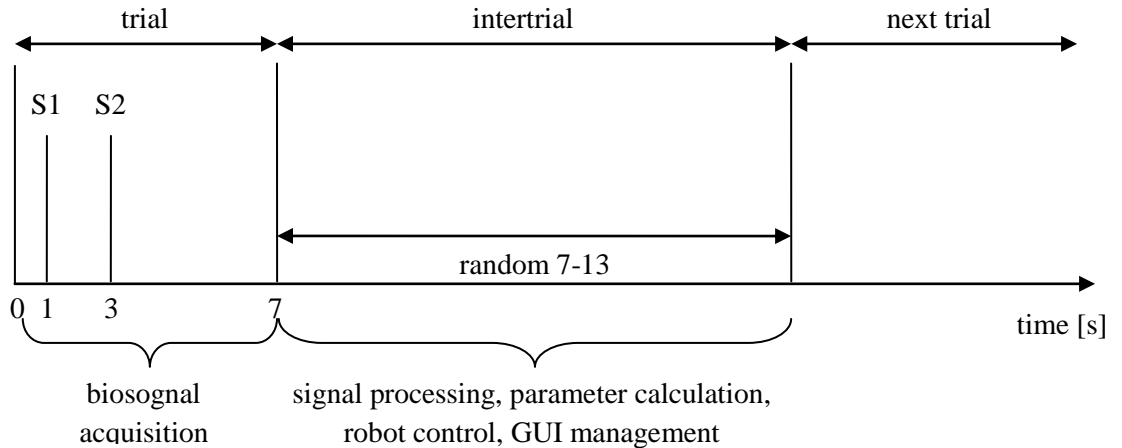 trial intertrial next trial
S1 S2
random 7-13
0 1 3 7
time [s]
biosognal signal processing, parameter calculation,
acquisition robot control, GUI management